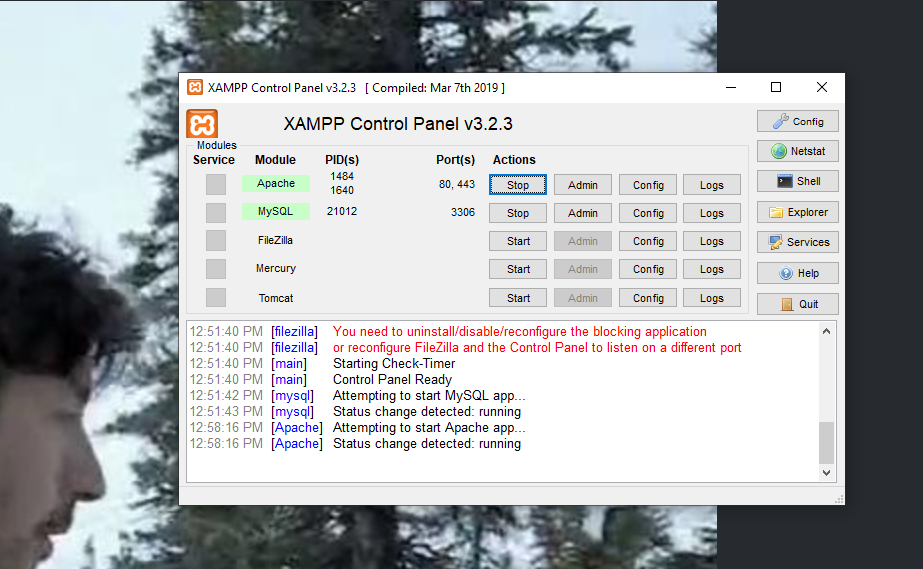 XAMPP Control Panel v3.2.3 [ Compiled: Mar 7th 2019 ]
XAMPP Control Panel v3.2.3
Config
Modules
Service Module PID(s) Port(s) Actions
Netstat
Apache 1484 1640 80, 443 Stop Admin Config Logs
Shell
MySQL 21012 3306 Stop Admin Config Logs
Explorer
FileZilla Start Admin Config Logs
Services
Mercury Start Admin Config Logs
Help
Tomcat Start Admin Config Logs
Quit
12:51:40 PM [filezilla] You need to uninstall/disable/reconfigure the blocking application
12:51:40 PM [filezilla] or reconfigure FileZilla and the Control Panel to listen on a different port
12:51:40 PM [main] Starting Check-Timer
12:51:40 PM [main] Control Panel Ready
12:51:42 PM [mysql] Attempting to start MySQL app...
12:51:43 PM [mysql] Status change detected: running
12:58:16 PM [Apache] Attempting to start Apache app...
12:58:16 PM [Apache] Status change detected: running